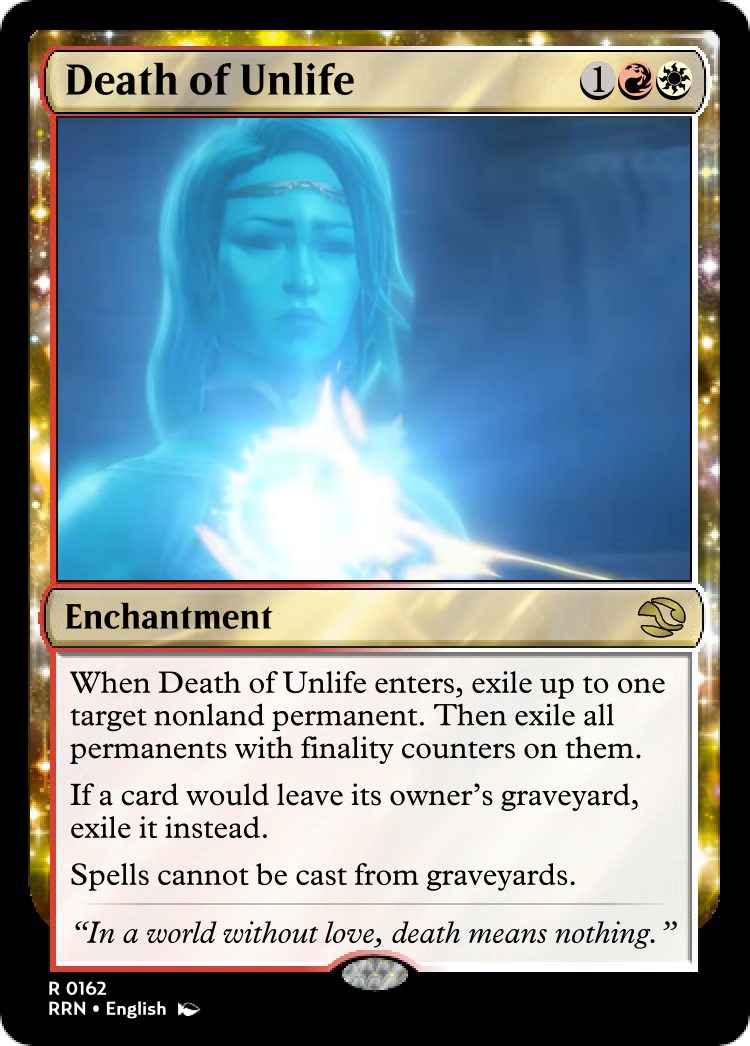 Death of Unlife 1
Enchantment
When Death of Unlife enters, exile up to one
target nonland permanent. Then exile all
permanents with finality counters on them.
If a card would leave its owner’s graveyard,
exile it instead.
Spells cannot be cast from graveyards.
“In a world without love, death means nothing.”
R 0162
RRN • English